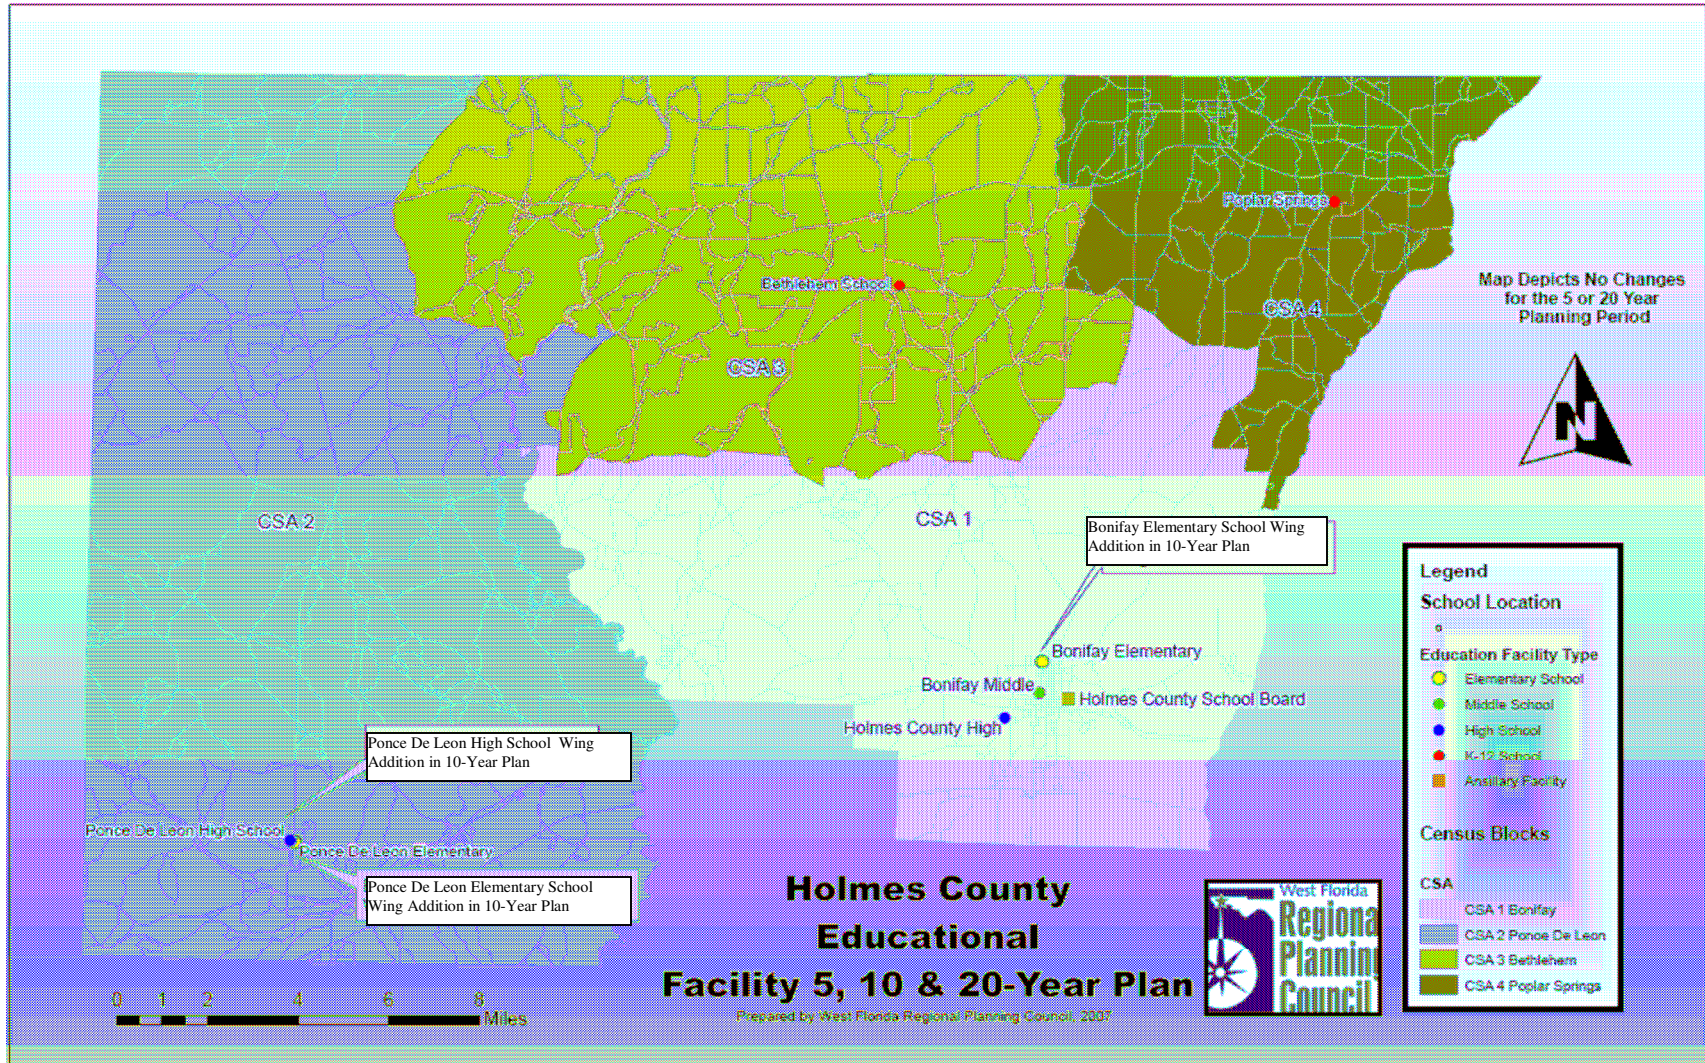 Poplar Springs
Bethlehem School
Map Depicts No Changes
for the 5 or 20 Year
Planning Period
CSA 4
N
CSA 3
CSA 2
CSA 1
Bonifay Elementary School Wing
Addition in 10-Year Plan
Bonifay Elementary
Bonifay Middle
Holmes County School Board
Holmes County High
Ponce De Leon High School Wing
Addition in 10-Year Plan
Ponce De Leon High School
Ponce De Leon Elementary
Ponce De Leon Elementary School
Wing Addition in 10-Year Plan
Legend
School Location
Education Facility Type
Elementary School
Middle School
High School
K-12 School
Ancillary Facility
Census Blocks
CSA
CSA 1 Bonifay
CSA 2 Ponce De Leon
CSA 3 Bethlehem
CSA 4 Poplar Springs
Holmes County
Educational
Facility 5, 10 & 20-Year Plan
Prepared by West Florida Regional Planning Council, 2007
West Florida
Regional
Planning
Council
0 1 2 4 6 8
Miles